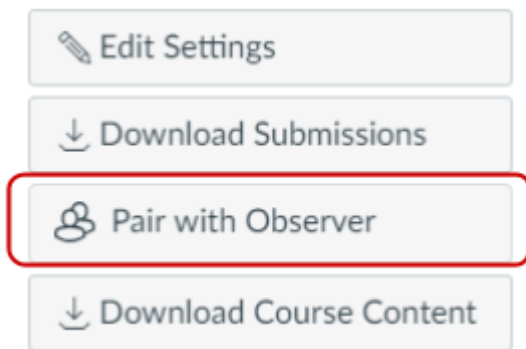 Edit Settings
Download Submissions
Pair with Observer
Download Course Content